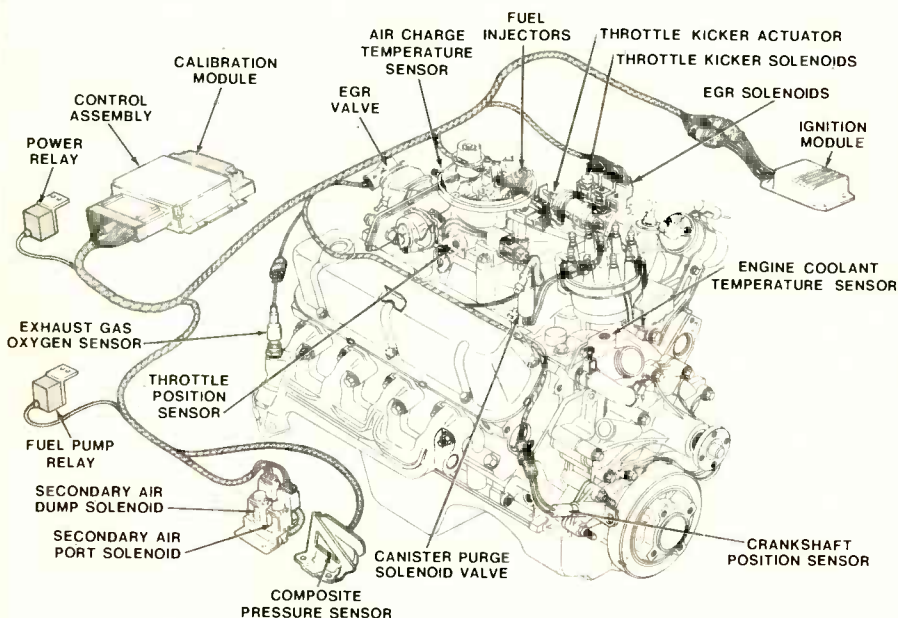 FUEL
INJECTORS
AIR CHARGE
TEMPERATURE
SENSOR
THROTTLE KICKER ACTUATOR
THROTTLE KICKER SOLENOIDS
CALIBRATION
MODULE
EGR
VALVE
EGR SOLENOIDS
CONTROL
ASSEMBLY
IGNITION
MODULE
POWER
RELAY
ENGINE COOLANT
TEMPERATURE SENSOR
EXHAUST GAS
OXYGEN SENSOR
THROTTLE
POSITION
SENSOR
FUEL PUMP
RELAY
SECONDARY AIR
DUMP SOLENOID
SECONDARY AIR
PORT SOLENOID
CANISTER PURGE
SOLENOID VALVE
CRANKSHAFT
POSITION SENSOR
COMPOSITE
PRESSURE SENSOR